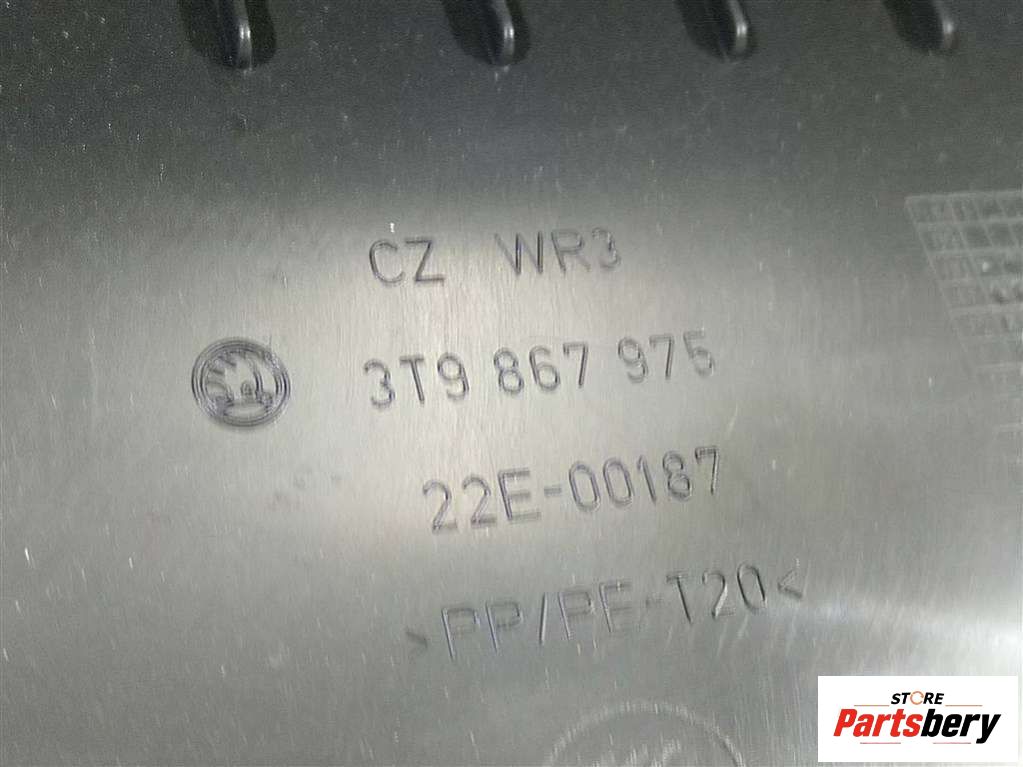 CZ WR3
3T9 867 975
22E-00187
>PP/PE-T20<
STORE
Partsbery